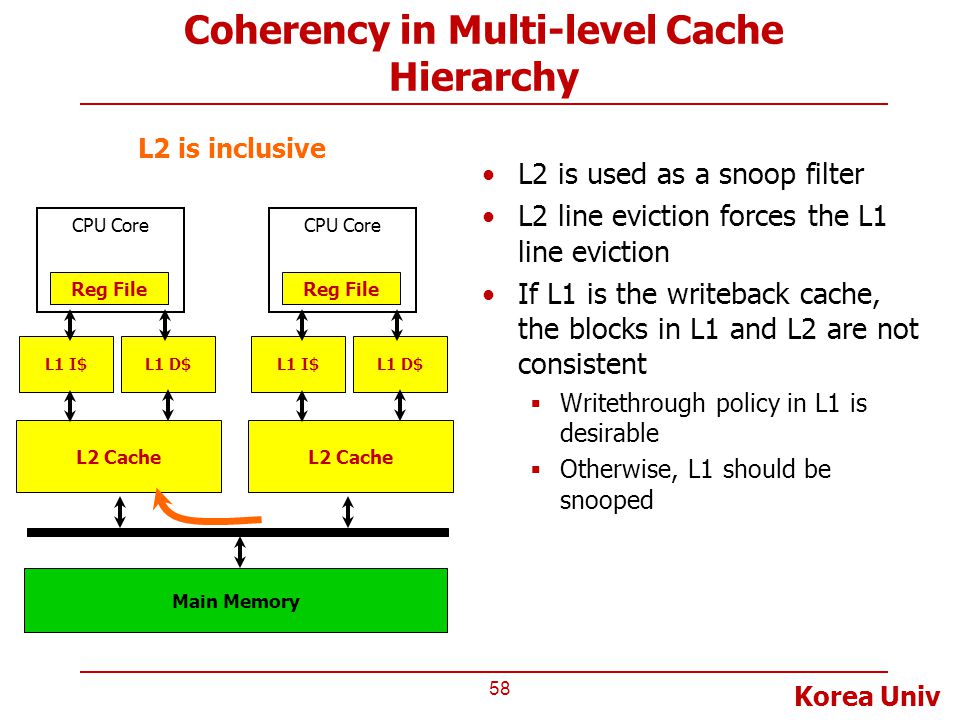 Coherency in Multi-level Cache
Hierarchy
L2 is inclusive
CPU Core
CPU Core
Reg File
Reg File
L1 I$
L1 D$
L1 I$
L1 D$
L2 Cache
L2 Cache
Main Memory
• L2 is used as a snoop filter
• L2 line eviction forces the L1
line eviction
• If L1 is the writeback cache,
the blocks in L1 and L2 are not
consistent
▪ Writethrough policy in L1 is
desirable
▪ Otherwise, L1 should be
snooped
58
Korea Univ